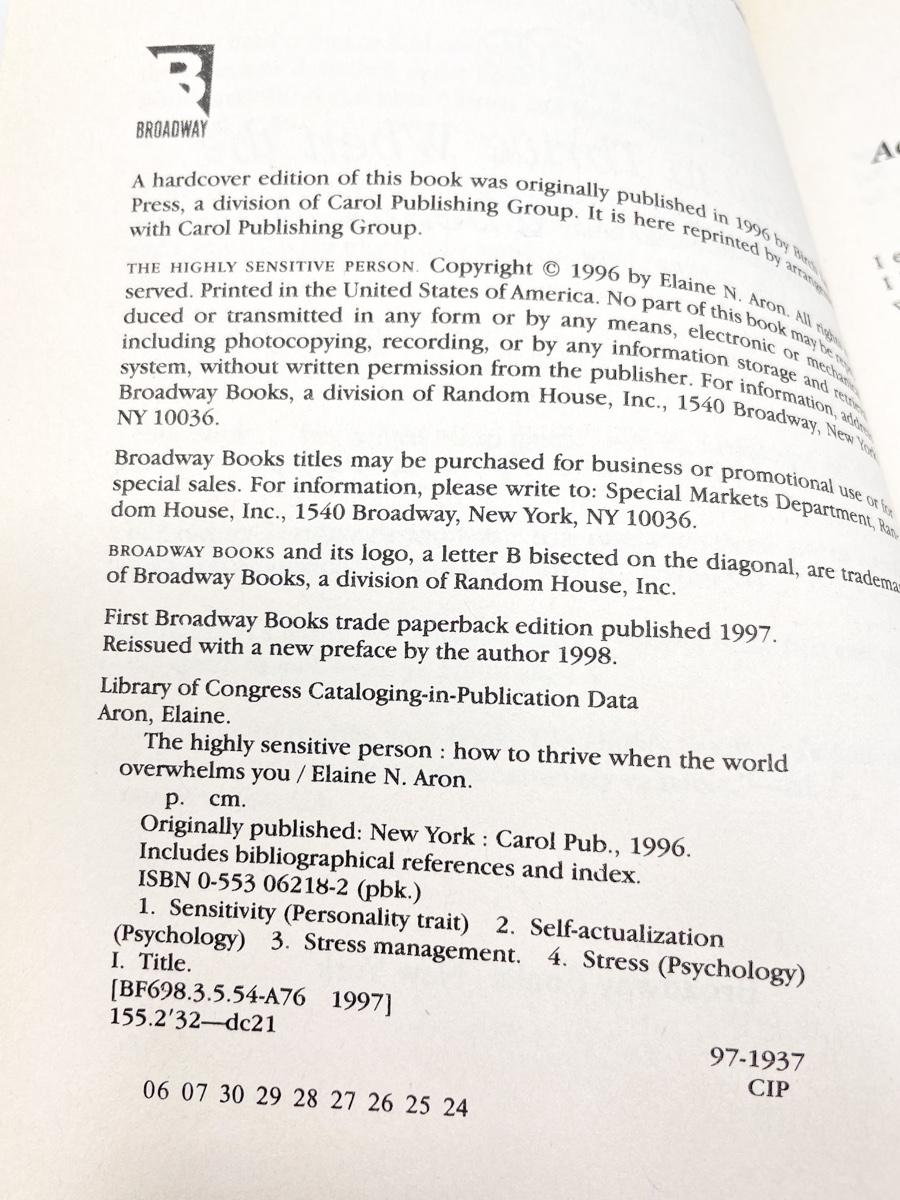 B
BROADWAY
A hardcover edition of this book was originally published in 1996 by Birch
Press, a division of Carol Publishing Group. It is here reprinted by
with Carol Publishing Group.
THE HIGHLY SENSITIVE PERSON. Copyright © 1996 by Elaine N. Aron. All
served. Printed in the United States of America. No part of this book may be
duced or transmitted in any form or by any means, electronic or
including photocopying, recording, or by any information storage and
system, without written permission from the publisher. For information,
Broadway Books, a division of Random House, Inc., 1540 Broadway, New York
NY 10036.
Broadway Books titles may be purchased for business or promotional use or for
special sales. For information, please write to: Special Markets Department, Ran-
dom House, Inc., 1540 Broadway, New York, NY 10036.
BROADWAY BOOKS and its logo, a letter B bisected on the diagonal, are
of Broadway Books, a division of Random House, Inc.
First Broadway Books trade paperback edition published 1997.
Reissued with a new preface by the author 1998.
Library of Congress Cataloging-in-Publication Data
Aron, Elaine.
The highly sensitive person : how to thrive when the world
overwhelms you / Elaine N. Aron.
p. cm.
Originally published: New York : Carol Pub., 1996.
Includes bibliographical references and index.
ISBN 0-553 06218-2 (pbk.)
1. Sensitivity (Personality trait) 2. Self-actualization
(Psychology) 3. Stress management. 4. Stress (Psychology)
I. Title.
[BF698.3.5.54-A76 1997]
155.2'32—dc21
97-1937
CIP
06 07 30 29 28 27 26 25 24